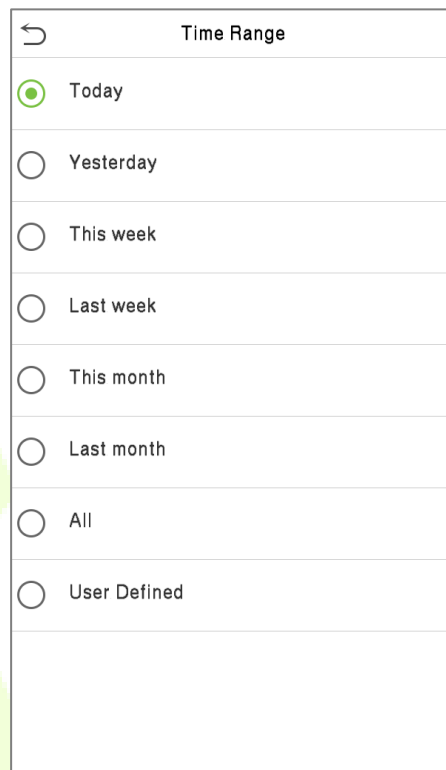 Time Range
Today
Yesterday
This week
Last week
This month
Last month
All
User Defined